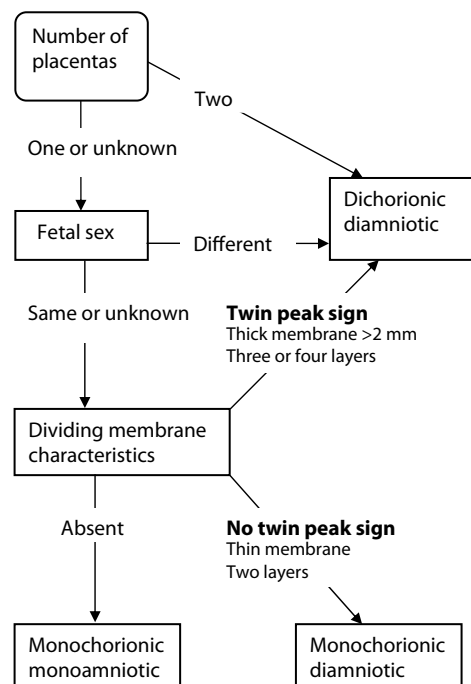 Number of
placentas
Two
One or unknown
Dichorionic
diamniotic
Fetal sex
Different
Same or unknown
Twin peak sign
Thick membrane >2 mm
Three or four layers
Dividing membrane
characteristics
Absent
No twin peak sign
Thin membrane
Two layers
Monochorionic
monoamniotic
Monochorionic
diamniotic